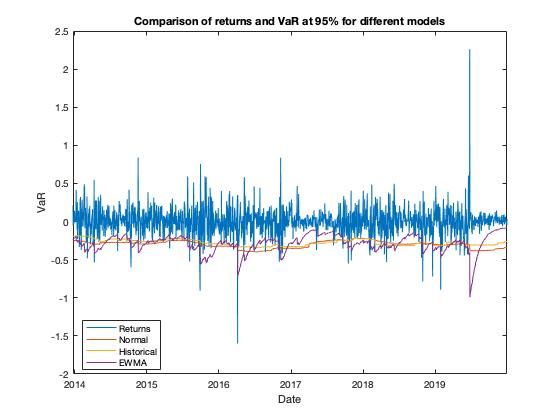 Comparison of returns and VaR at 95% for different models
2.5
2
1.5
1
0.5
0
-0.5
-1
-1.5
-2
VaR
Returns
Normal
Historical
EWMA
2014 2015 2016 2017 2018 2019
Date